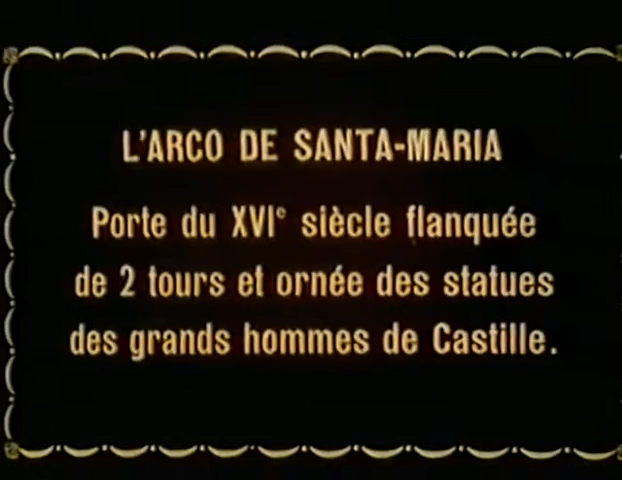 L'ARCO DE SANTA-MARIA
Porte du XVIᵉ siècle flanquée
de 2 tours et ornée des statues
des grands hommes de Castille.